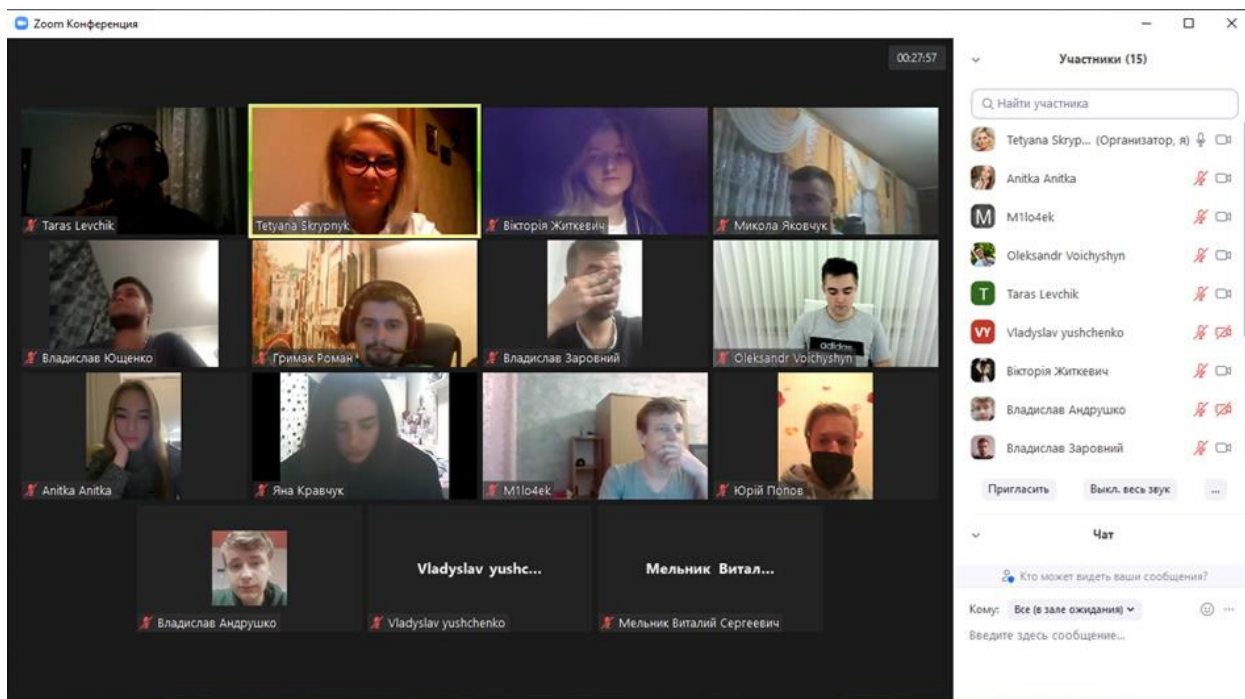 Zoom Конференция
00:27:57
Taras Levchik
Tetyana Skrypnyk
Вікторія Житкевич
Микола Яковчук
Владислав Ющенко
Гримак Роман
Владислав Заровний
Oleksandr Voichyshyn
adidas
Anitka Anitka
Яна Кравчук
M1lo4ek
Юрій Попов
Владислав Андрушко
Vladyslav yushc...
Vladyslav yushchenko
Мельник Витал...
Мельник Виталий Сергеевич
Участники (15)
Найти участника
Tetyana Skryp... (Организатор, я)
Anitka Anitka
M
M1lo4ek
Oleksandr Voichyshyn
T
Taras Levchik
VY
Vladyslav yushchenko
Вікторія Житкевич
Владислав Андрушко
Владислав Заровний
Пригласить
Выкл. весь звук
...
Чат
Кто может видеть ваши сообщения?
Кому: Все (в зале ожидания)
Введите здесь сообщение...